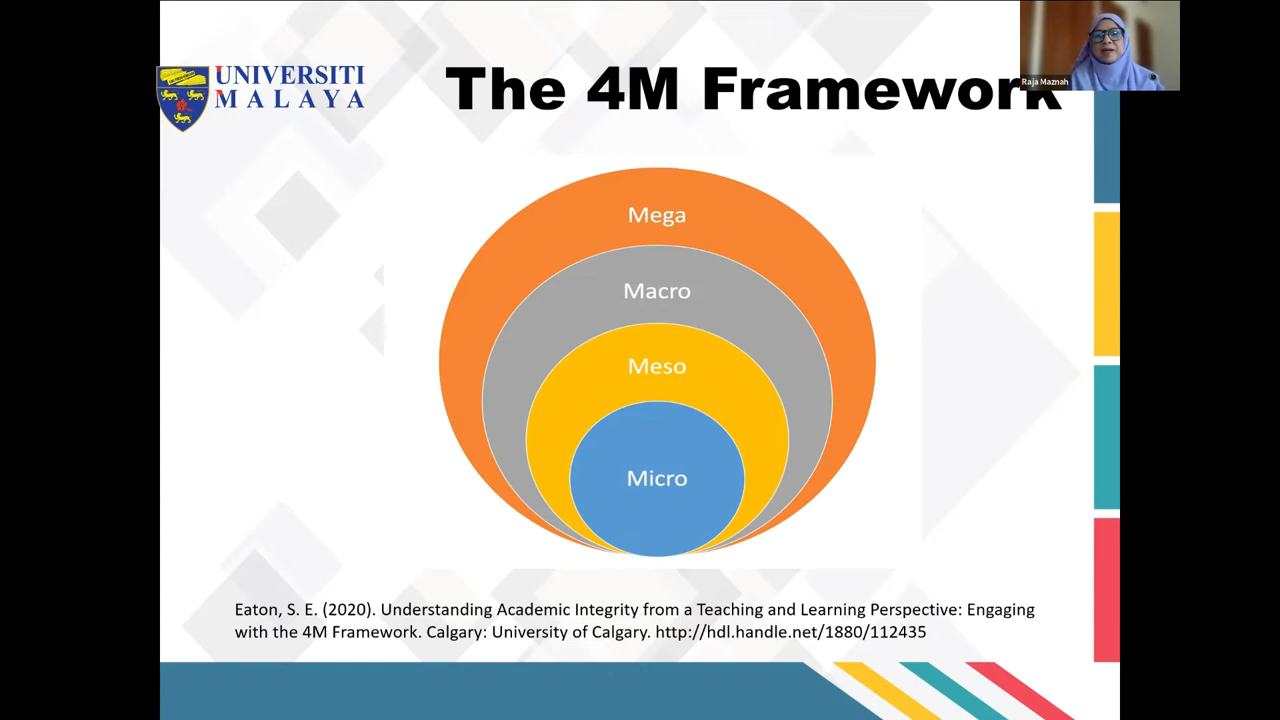 UNIVERSITI
MALAYA
The 4M Framework
Raja Maznah
Mega
Macro
Meso
Micro
Eaton, S. E. (2020). Understanding Academic Integrity from a Teaching and Learning Perspective: Engaging
with the 4M Framework. Calgary: University of Calgary. http://hdl.handle.net/1880/112435